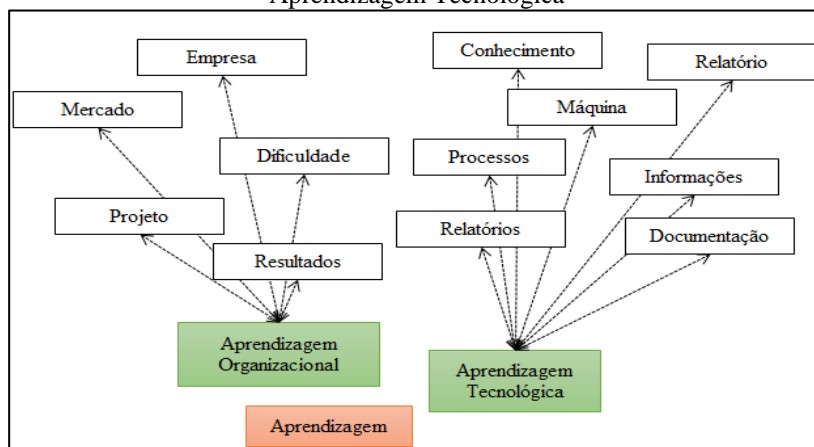 Aprendizagem Tecnológica
Empresa
Conhecimento
Relatório
Mercado
Máquina
Dificuldade
Processos
Informações
Projeto
Relatórios
Documentação
Resultados
Aprendizagem
Organizacional
Aprendizagem
Tecnológica
Aprendizagem